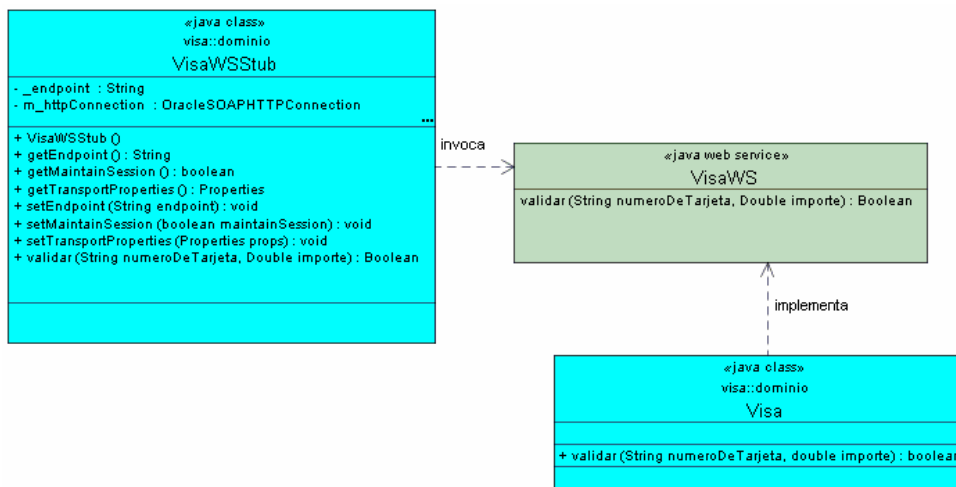 «java class»
visa::dominio
VisaWSStub
- _endpoint : String
- m_httpConnection : OracleSOAPHTTPConnection
...
+ VisaWSStub ()
+ getEndpoint () : String
+ getMaintainSession () : boolean
+ getTransportProperties () : Properties
+ setEndpoint (String endpoint) : void
+ setMaintainSession (boolean maintainSession) : void
+ setTransportProperties (Properties props) : void
+ validar (String numeroDeTarjeta, Double importe) : Boolean
invoca
«java web service»
VisaWS
validar (String numeroDeTarjeta, Double importe) : Boolean
implementa
«java class»
visa::dominio
Visa
+ validar (String numeroDeTarjeta, double importe) : boolean